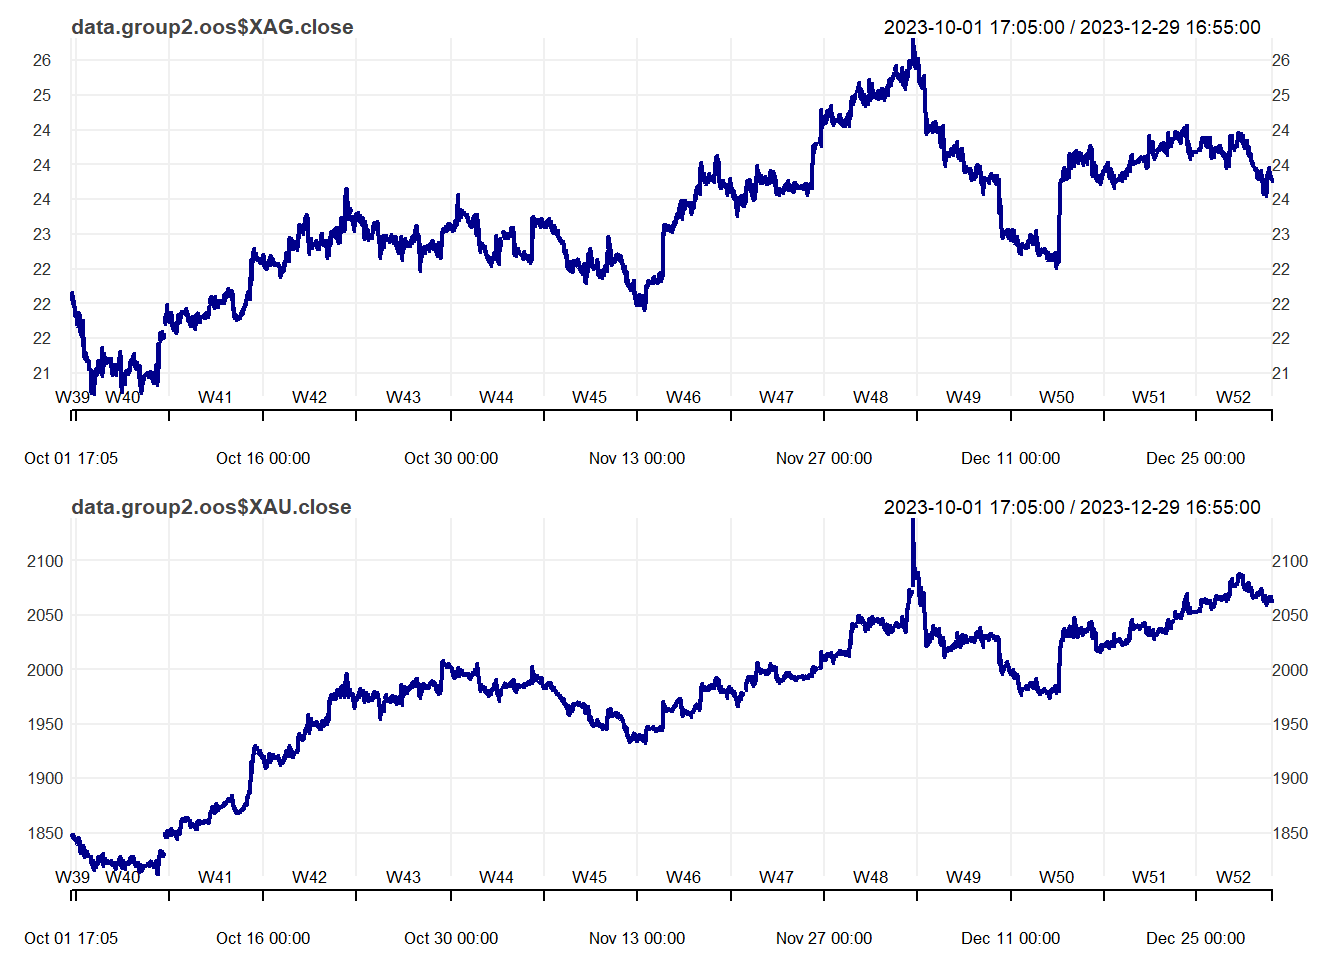 data.group2.oos$XAG.close 2023-10-01 17:05:00 / 2023-12-29 16:55:00
26 26
25 25
24 24
24 24
24 24
23 23
22 22
22 22
22 22
21 21
W39 W40 W41 W42 W43 W44 W45 W46 W47 W48 W49 W50 W51 W52
Oct 01 17:05 Oct 16 00:00 Oct 30 00:00 Nov 13 00:00 Nov 27 00:00 Dec 11 00:00 Dec 25 00:00
data.group2.oos$XAU.close 2023-10-01 17:05:00 / 2023-12-29 16:55:00
2100 2100
2050 2050
2000 2000
1950 1950
1900 1900
1850 1850
W39 W40 W41 W42 W43 W44 W45 W46 W47 W48 W49 W50 W51 W52
Oct 01 17:05 Oct 16 00:00 Oct 30 00:00 Nov 13 00:00 Nov 27 00:00 Dec 11 00:00 Dec 25 00:00